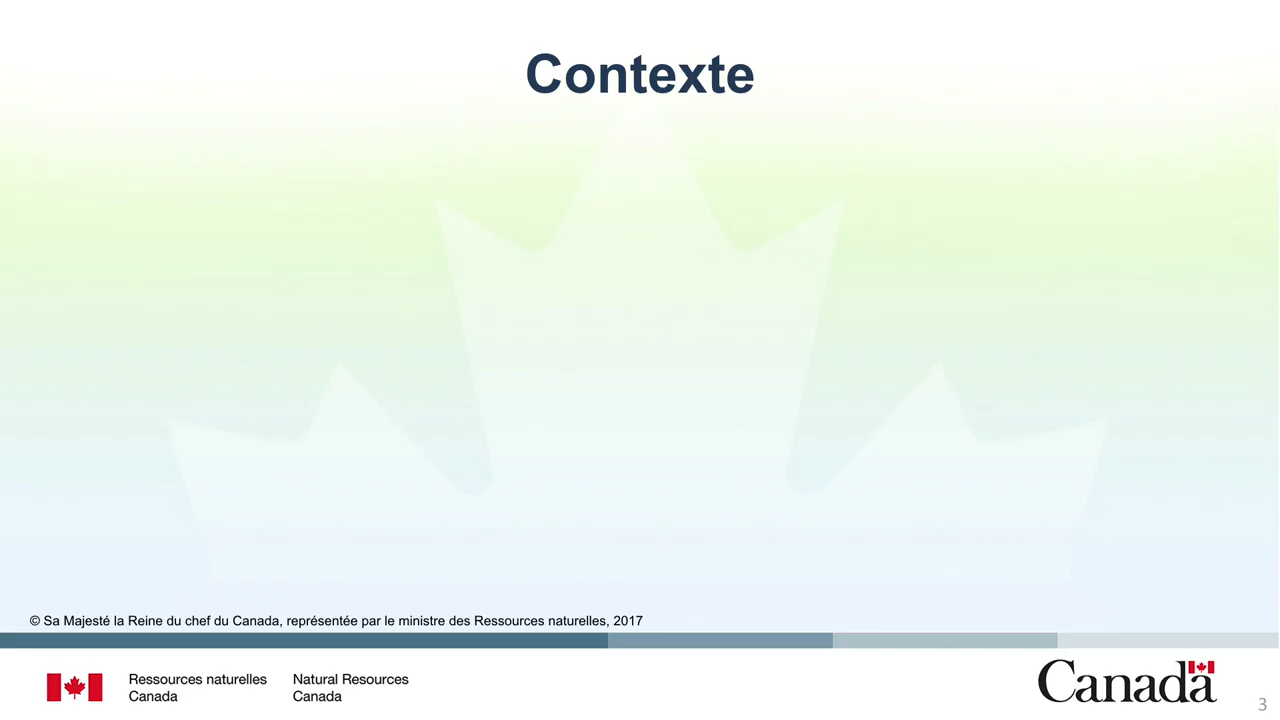 Contexte
© Sa Majesté la Reine du chef du Canada, représentée par le ministre des Ressources naturelles, 2017
Ressources naturelles
Canada
Natural Resources
Canada
Canada
3